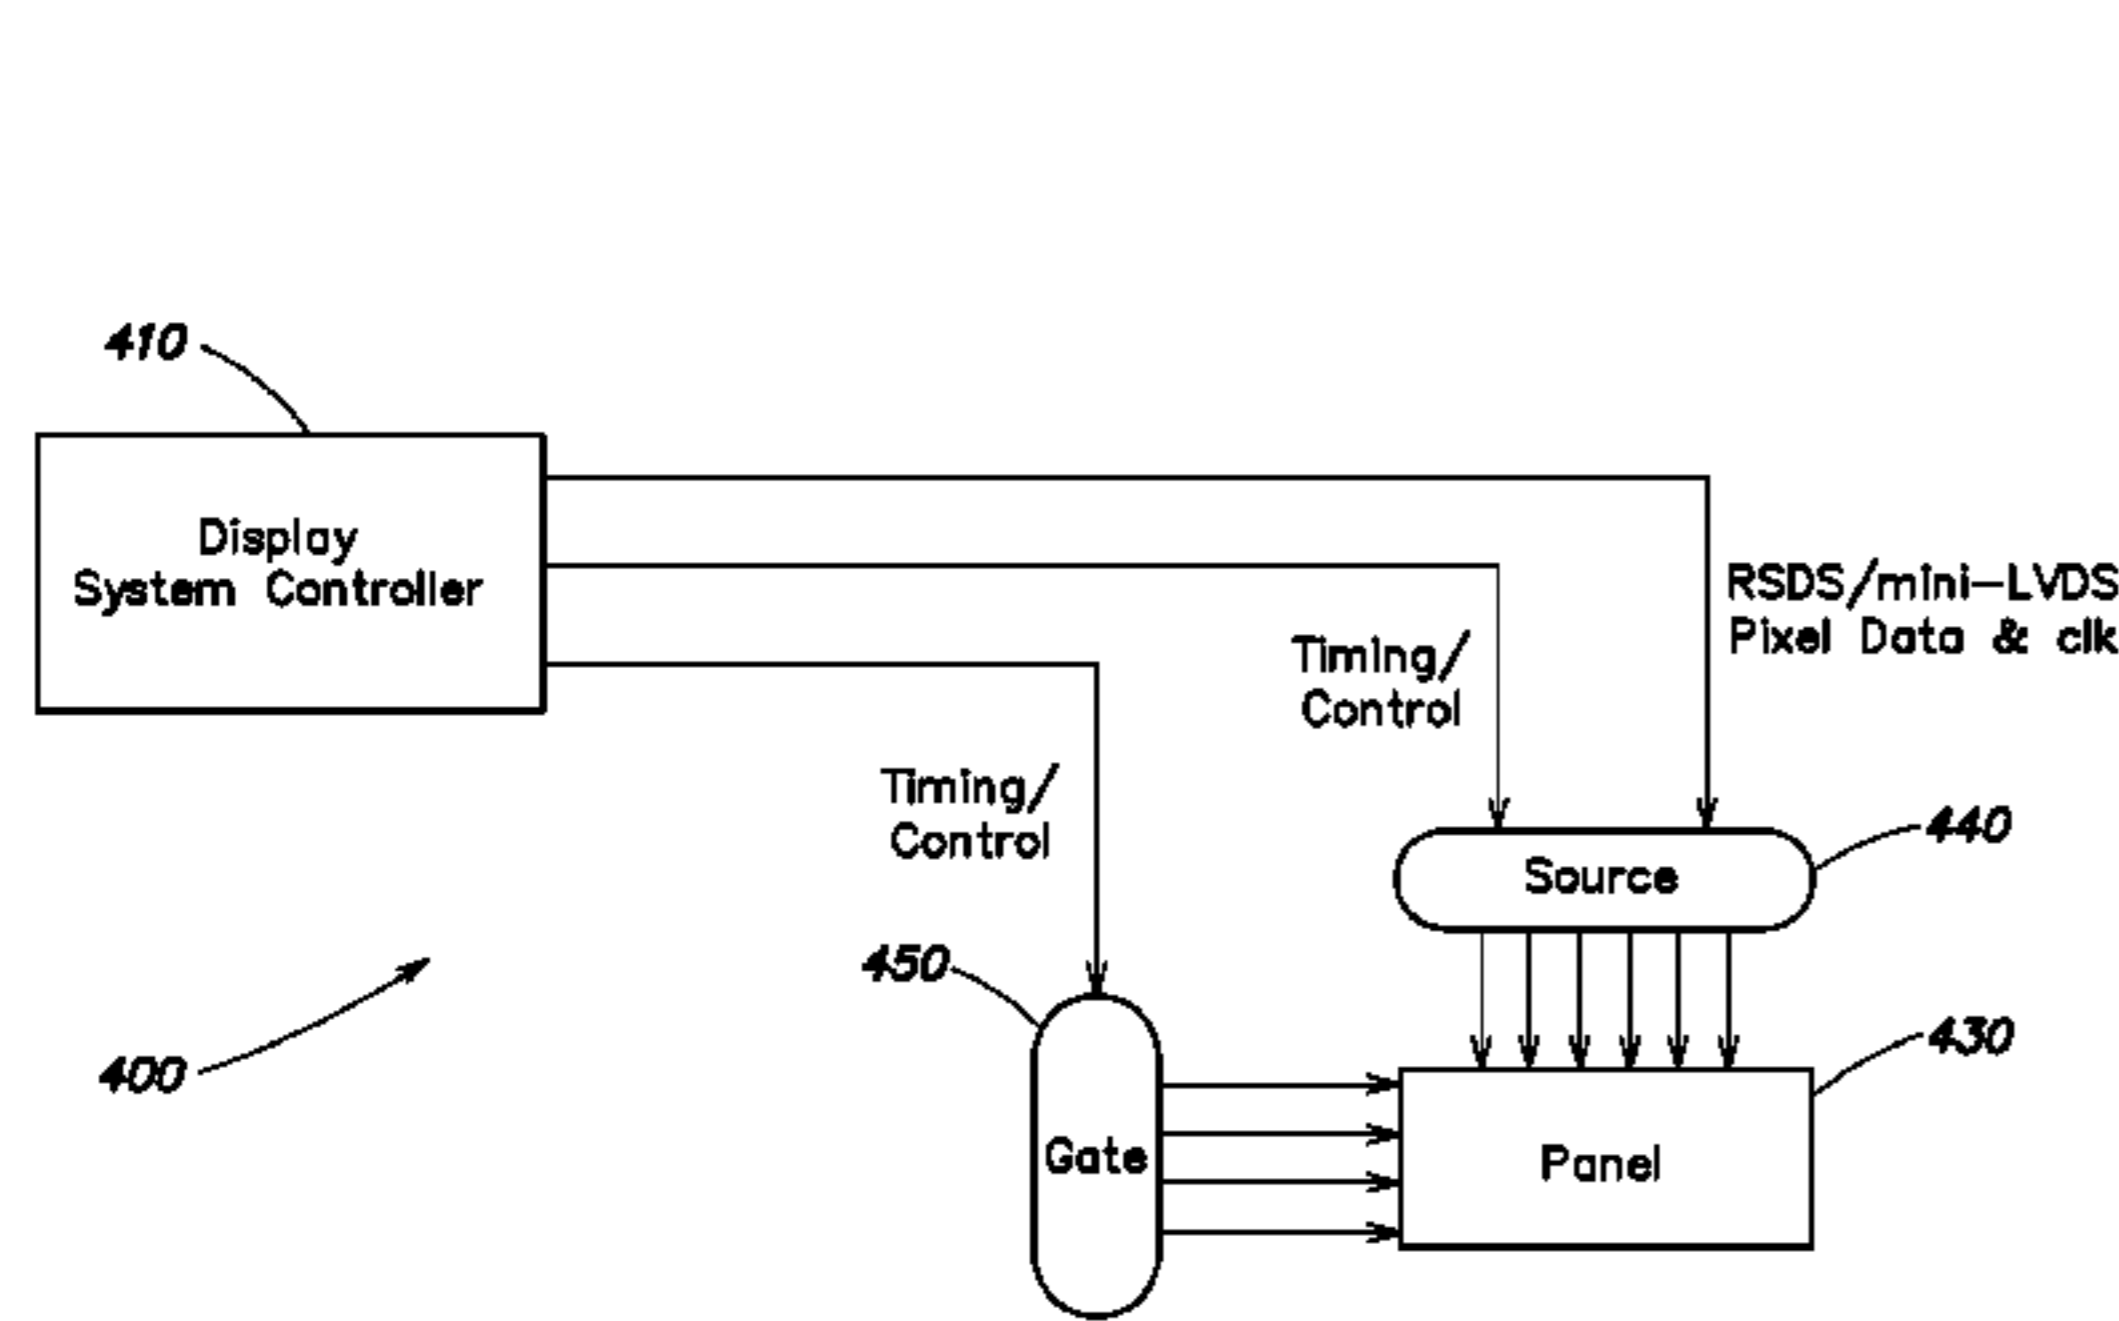 410
Display
System Controller
RSDS/mini-LVDS
Pixel Data & clk
Timing/
Control
Timing/
Control
440
Source
450
430
400
Gate
Panel